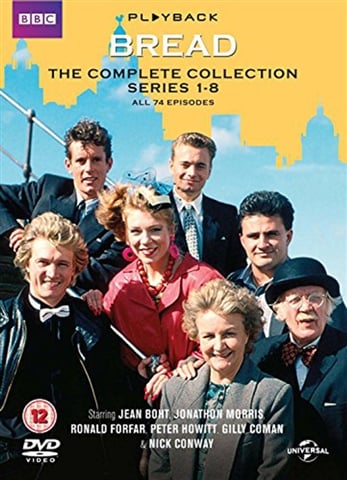 BBC
PLAYBACK
BREAD
THE COMPLETE COLLECTION
SERIES 1-8
ALL 74 EPISODES
12
DVD
VIDEO
Starring JEAN BOHT, JONATHON MORRIS,
RONALD FORFAR, PETER HOWITT, GILLY COMAN
& NICK CONWAY
UNIVERSAL